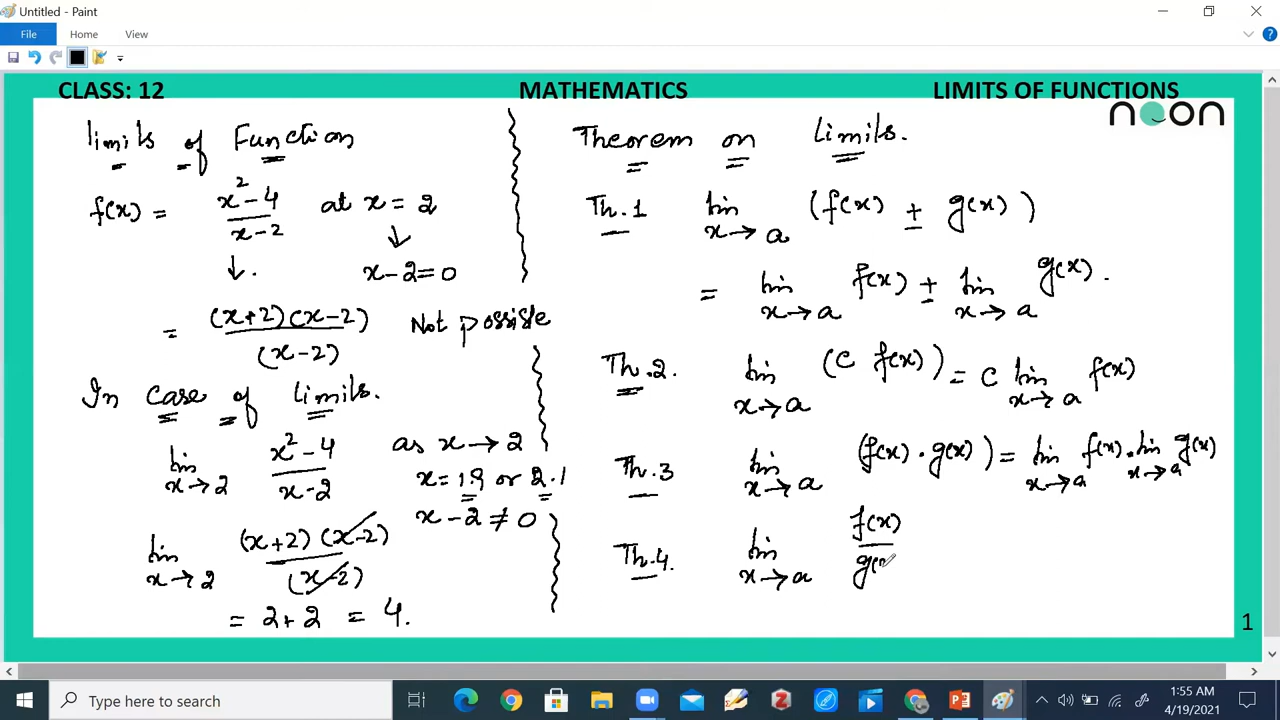 Untitled - Paint
File Home View
CLASS: 12 MATHEMATICS LIMITS OF FUNCTIONS
noon
limits of Function
f(x) = x² - 4 / x - 2 at x = 2
x - 2 = 0
= (x+2)(x-2) / (x-2) Not possible
In case of limits.
lim x→2 x² - 4 / x - 2 as x → 2
x = 1.9 or 2.1
x - 2 ≠ 0
lim x→2 (x+2)(x-2) / (x-2)
= 2+2 = 4.
Theorem on limits.
Th.1 lim x→a (f(x) ± g(x))
= lim x→a f(x) ± lim x→a g(x).
Th.2. lim x→a (C f(x)) = C lim x→a f(x)
Th.3 lim x→a (f(x) · g(x)) = lim x→a f(x) · lim x→a g(x)
Th.4. lim x→a f(x) / g(x
1
Type here to search
1:55 AM
4/19/2021